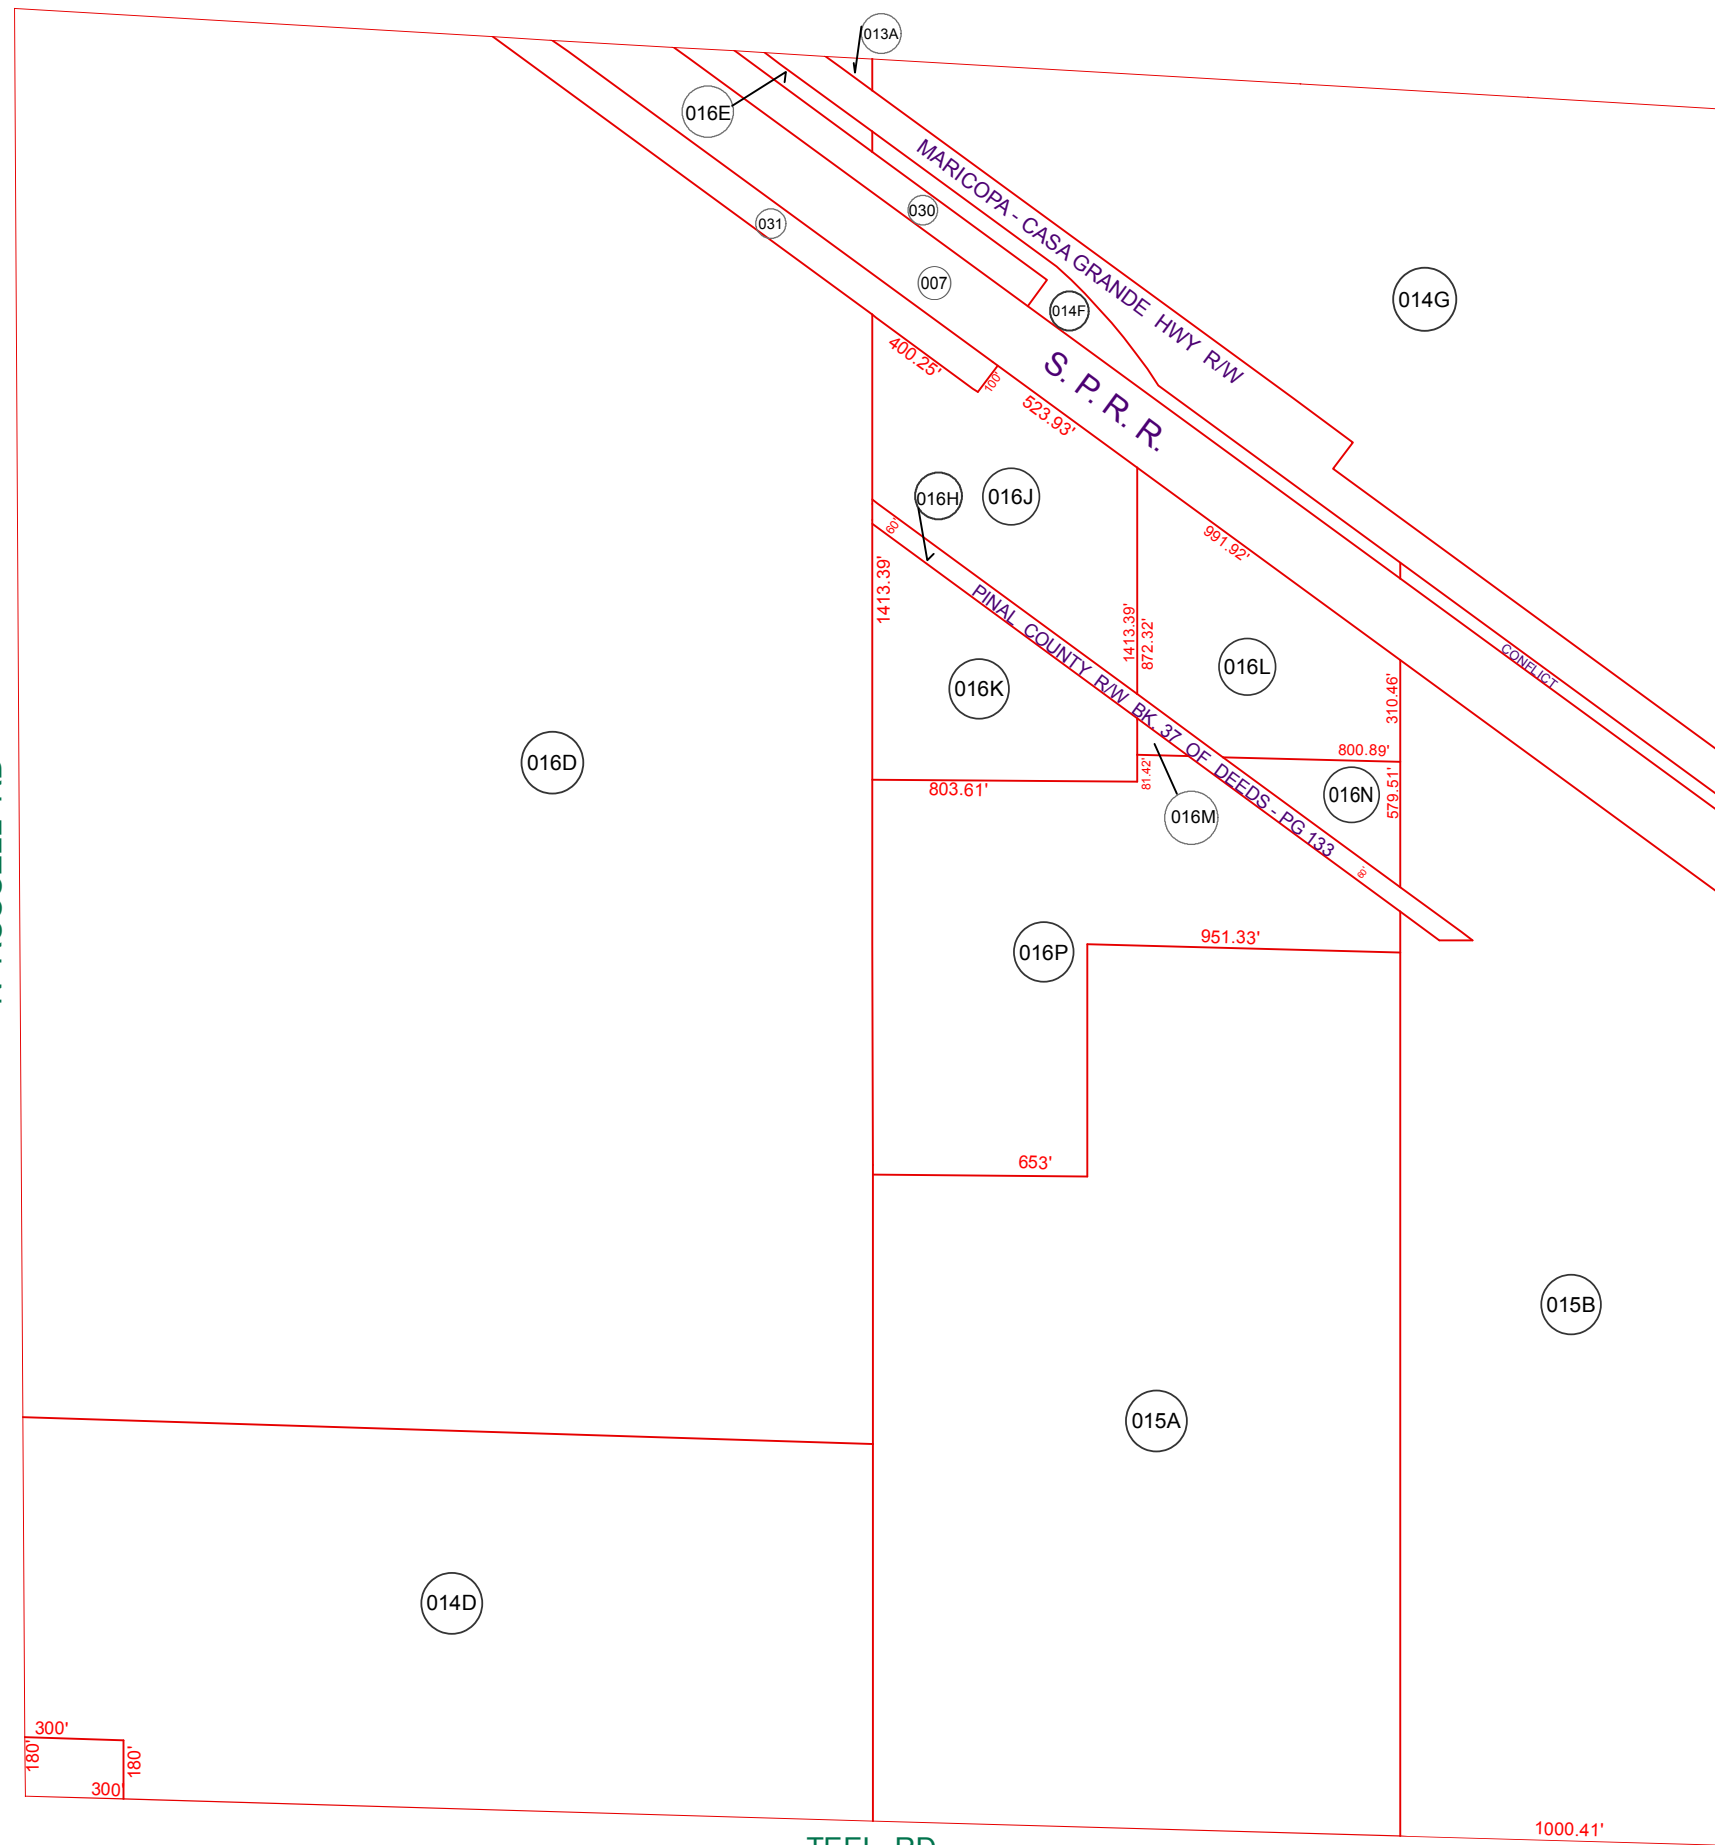 013A
016E
MARICOPA - CASA GRANDE HWY R/W
030
031
007
014F
014G
400.25'
100'
S. P. R. R.
523.93'
016H
016J
60'
991.92'
1413.39'
PINAL COUNTY R/W BK. 37 OF DEEDS - PG 133
1413.39'
872.32'
016L
CONFLICT
016K
310.46'
016D
800.89'
81.42'
803.61'
579.51'
016N
016M
951.33'
016P
653'
015B
015A
014D
300'
180'
180'
300'
1000.41'